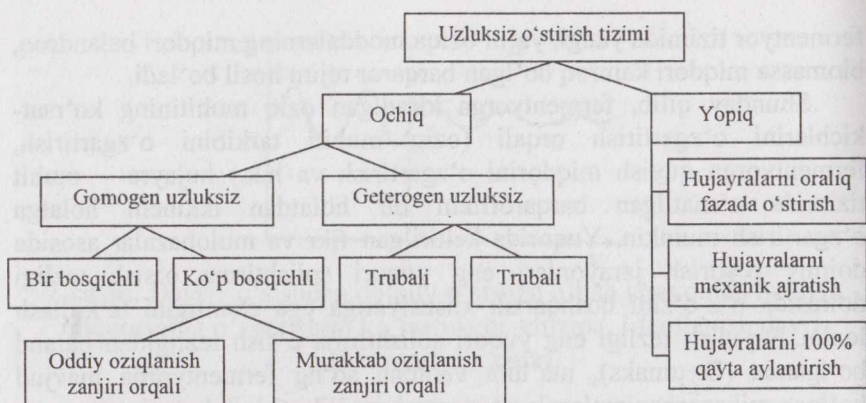 Uzluksiz o‘stirish tizimi
Ochiq
Yopiq
Gomogen uzluksiz
Geterogen uzluksiz
Hujayralarni oraliq
fazada o‘stirish
Bir bosqichli
Ko‘p bosqichli
Trubali
Trubali
Hujayralarni
mexanik ajratish
Oddiy oziqlanish
zanjiri orqali
Murakkab oziqlanish
zanjiri orqali
Hujayralarni 100%
qayta aylantirish